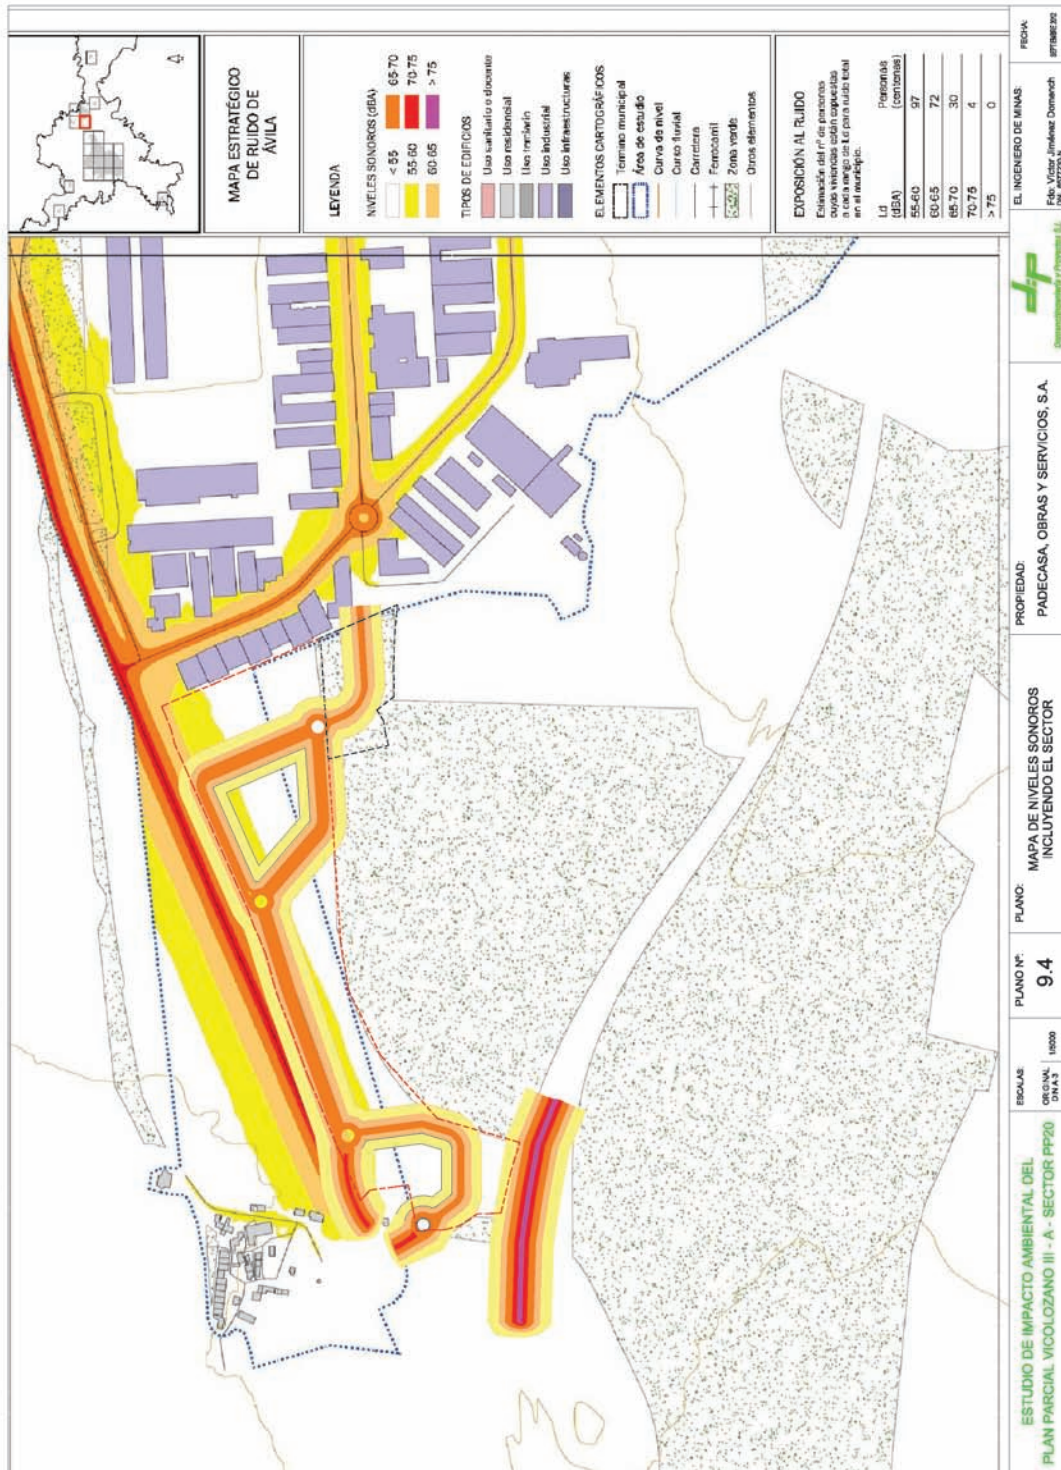 MAPA ESTRATÉGICO
DE RUIDO DE
ÁVILA
LEYENDA
NIVELES SONOROS (dBA)
< 55
55-60
60-65
65-70
70-75
> 75
TIPOS DE EDIFICIOS
Uso sanitario o docente
Uso residencial
Uso terciario
Uso industrial
Uso infraestructuras
ELEMENTOS CARTOGRÁFICOS
Termino municipal
Área de estudio
Curva de nivel
Curso fluvial
Carretera
Ferrocarril
Zona verde
Otros elementos
EXPOSICIÓN AL RUIDO
Estimación del nº de personas
cuyas viviendas están expuestas
a cada rango de Ld para ruido total
en el municipio.
Ld
(dBA)
Personas
(centenas)
55-60 97
60-65 72
65-70 30
70-75 4
> 75 0
ESTUDIO DE IMPACTO AMBIENTAL DEL
PLAN PARCIAL VICOLOZANO III - A - SECTOR PP20
ESCALAS:
ORIGINAL
DIN A-3
1/5000
PLANO Nº:
9.4
PLANO:
MAPA DE NIVELES SONOROS
INCLUYENDO EL SECTOR
PROPIEDAD:
PADECASA, OBRAS Y SERVICIOS, S.A.
dip
EL INGENIERO DE MINAS:
Fdo: Víctor Jiménez Domench
FECHA: